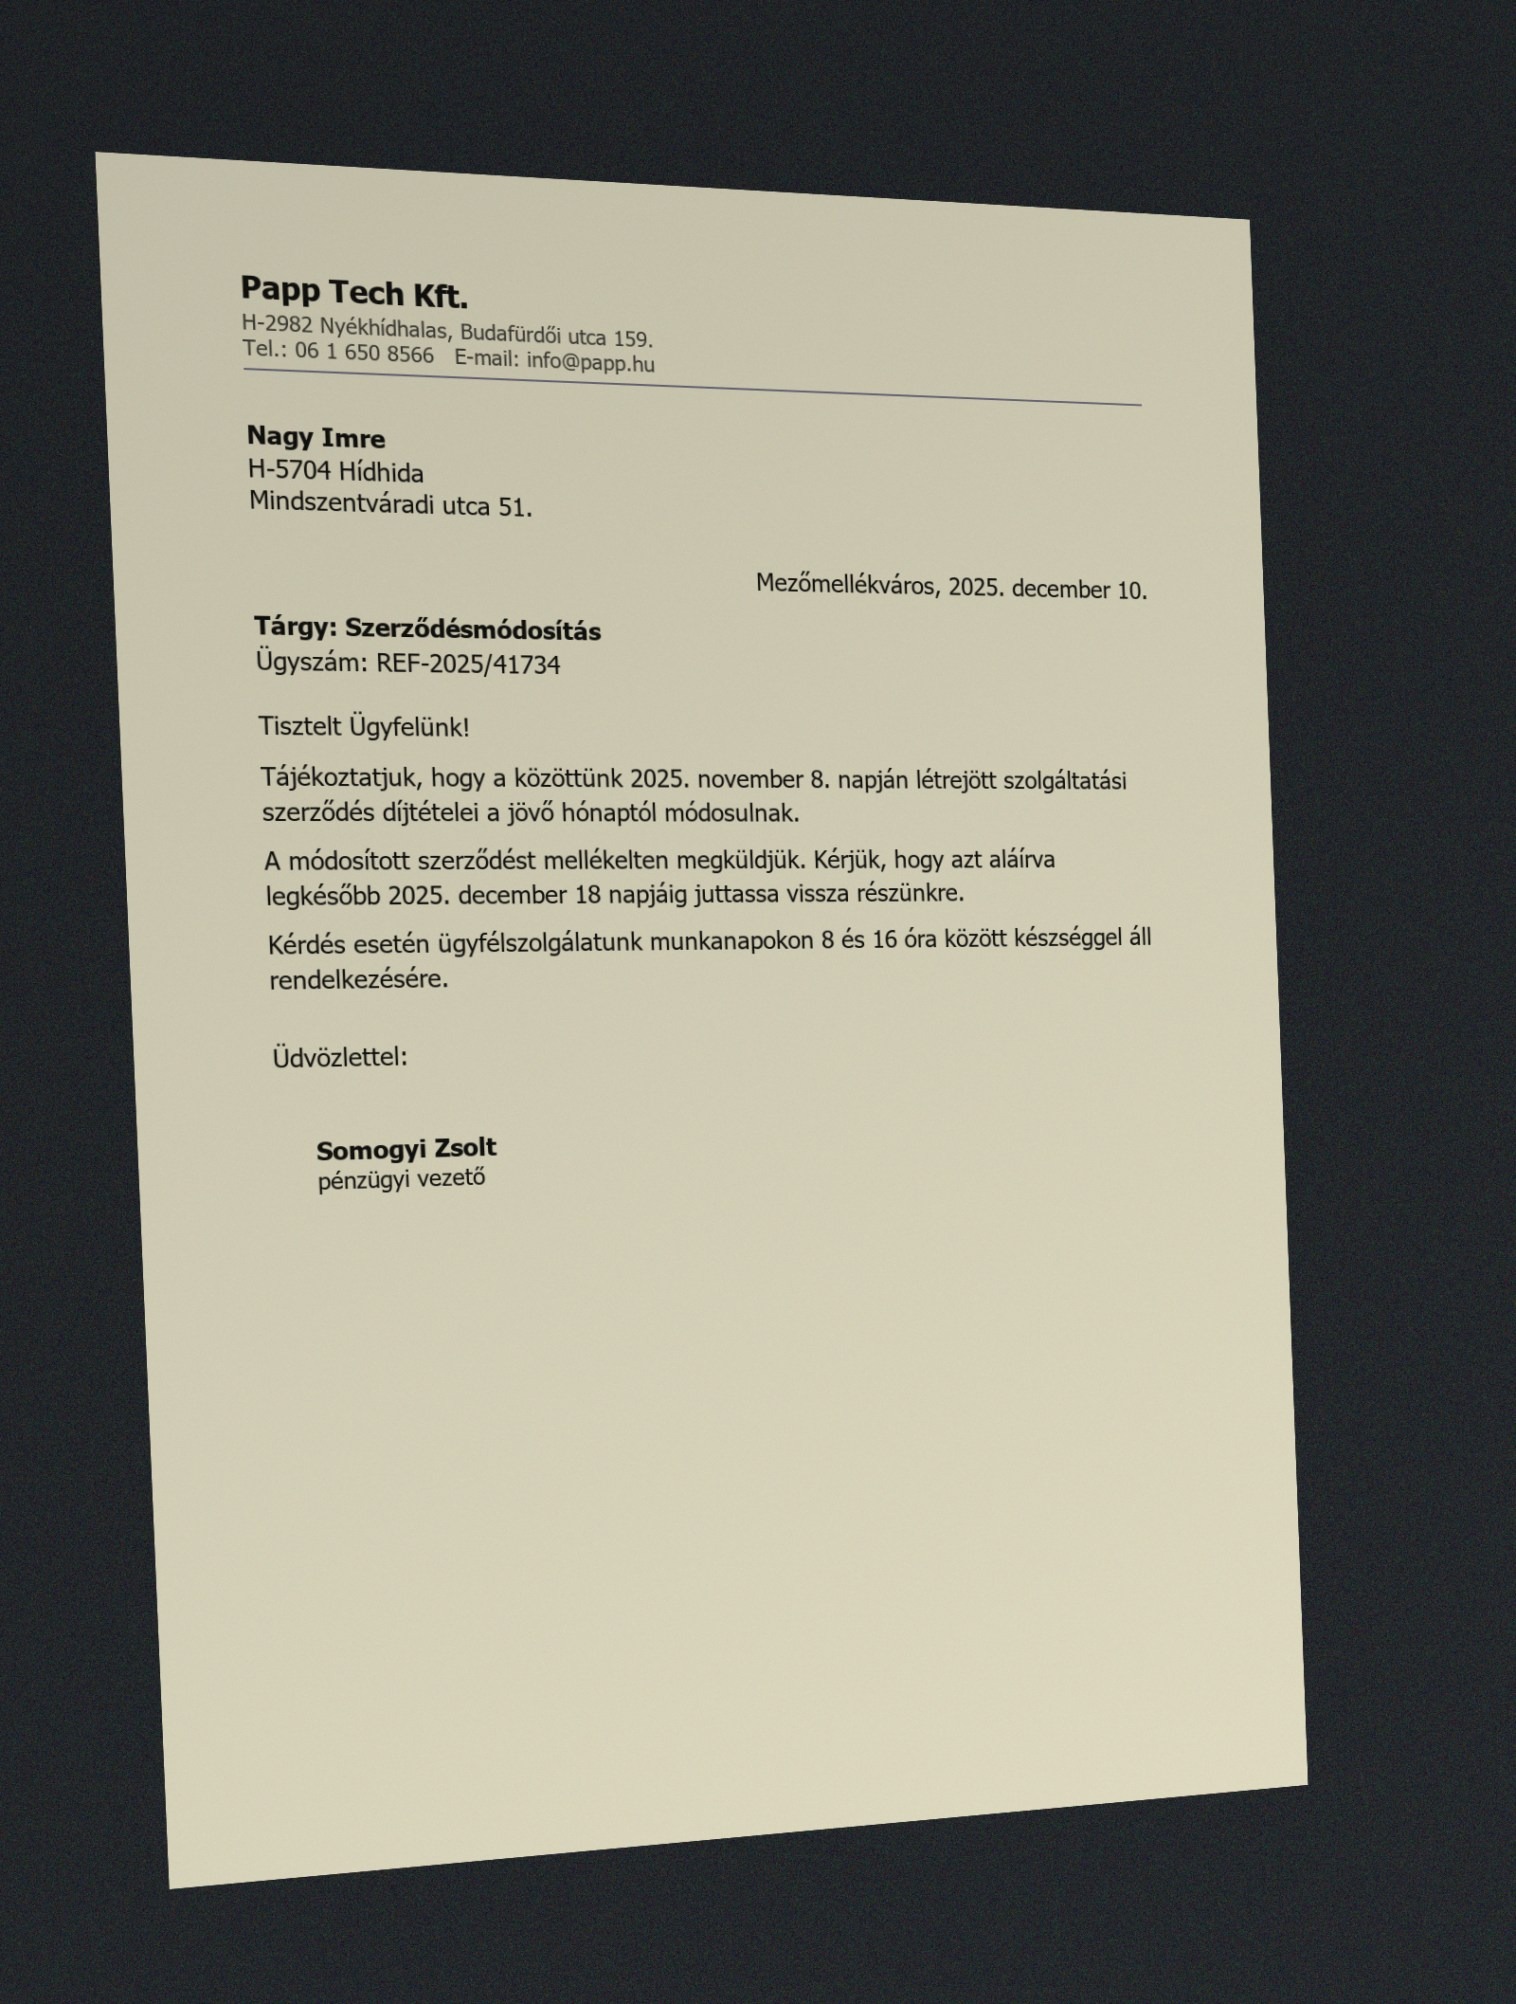 Papp Tech Kft.
H-2982 Nyékhídhalas, Budafürdői utca 159.
Tel.: 06 1 650 8566 E-mail: info@papp.hu
Nagy Imre
H-5704 Hídhida
Mindszentváradi utca 51.
Mezőmellékváros, 2025. december 10.
Tárgy: Szerződésmódosítás
Ügyszám: REF-2025/41734
Tisztelt Ügyfelünk!
Tájékoztatjuk, hogy a közöttünk 2025. november 8. napján létrejött szolgáltatási
szerződés díjtételei a jövő hónaptól módosulnak.
A módosított szerződést mellékelten megküldjük. Kérjük, hogy azt aláírva
legkésőbb 2025. december 18 napjáig juttassa vissza részünkre.
Kérdés esetén ügyfélszolgálatunk munkanapokon 8 és 16 óra között készséggel áll
rendelkezésére.
Üdvözlettel:
Somogyi Zsolt
pénzügyi vezető